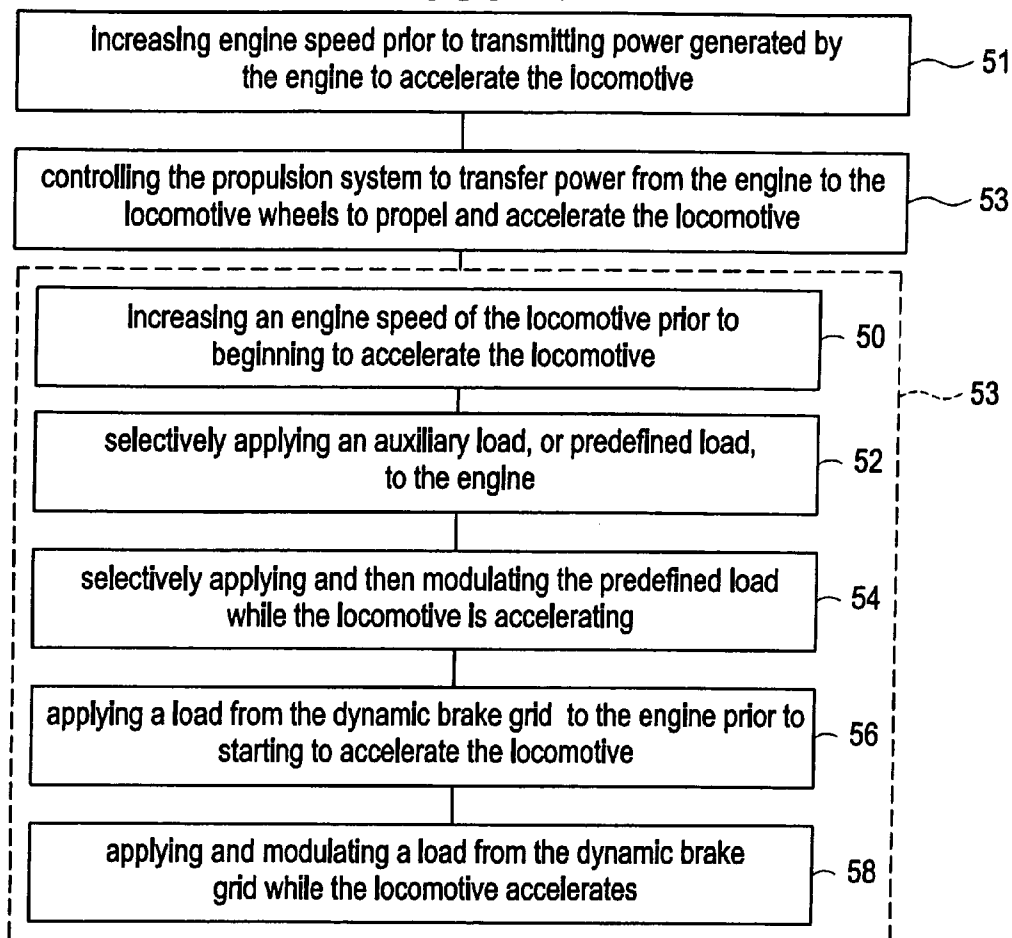 increasing engine speed prior to transmitting power generated by
the engine to accelerate the locomotive
51
controlling the propulsion system to transfer power from the engine to the
locomotive wheels to propel and accelerate the locomotive
53
increasing an engine speed of the locomotive prior to
beginning to accelerate the locomotive
50
53
selectively applying an auxiliary load, or predefined load,
to the engine
52
selectively applying and then modulating the predefined load
while the locomotive is accelerating
54
applying a load from the dynamic brake grid to the engine prior to
starting to accelerate the locomotive
56
applying and modulating a load from the dynamic brake
grid while the locomotive accelerates
58